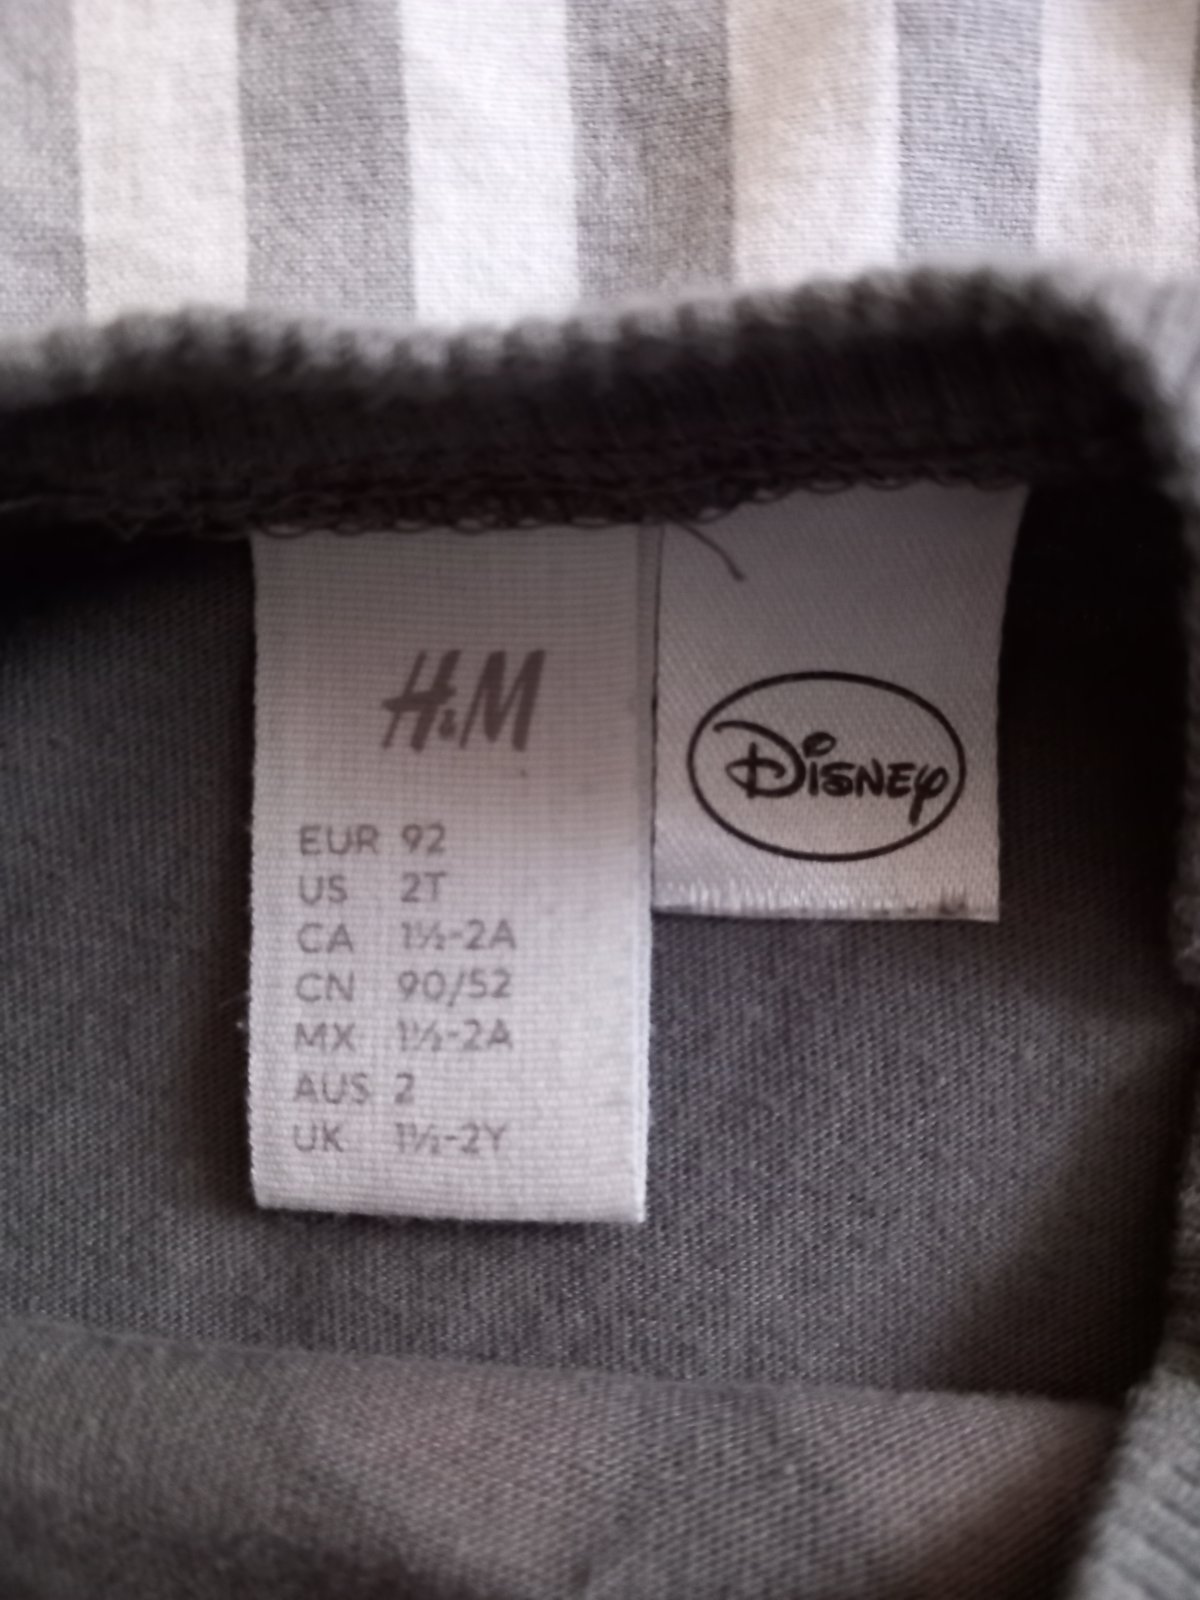 H&M
EUR 92
US 2T
CA 1½-2A
CN 90/52
MX 1½-2A
AUS 2
UK 1½-2Y
Disney